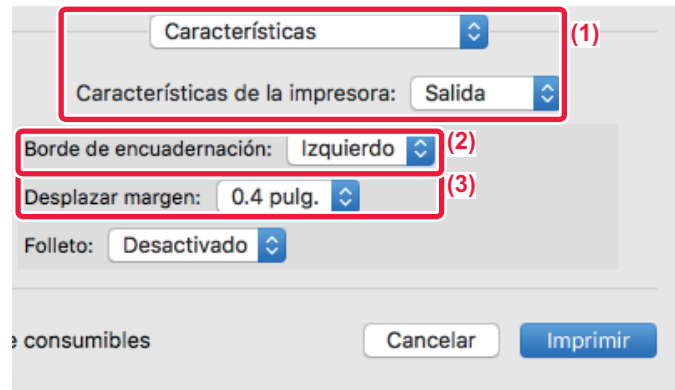 Características
(1)
Características de la impresora: Salida
Borde de encuadernación: Izquierdo
(2)
Desplazar margen: 0.4 pulg.
(3)
Folleto: Desactivado
e consumibles
Cancelar
Imprimir